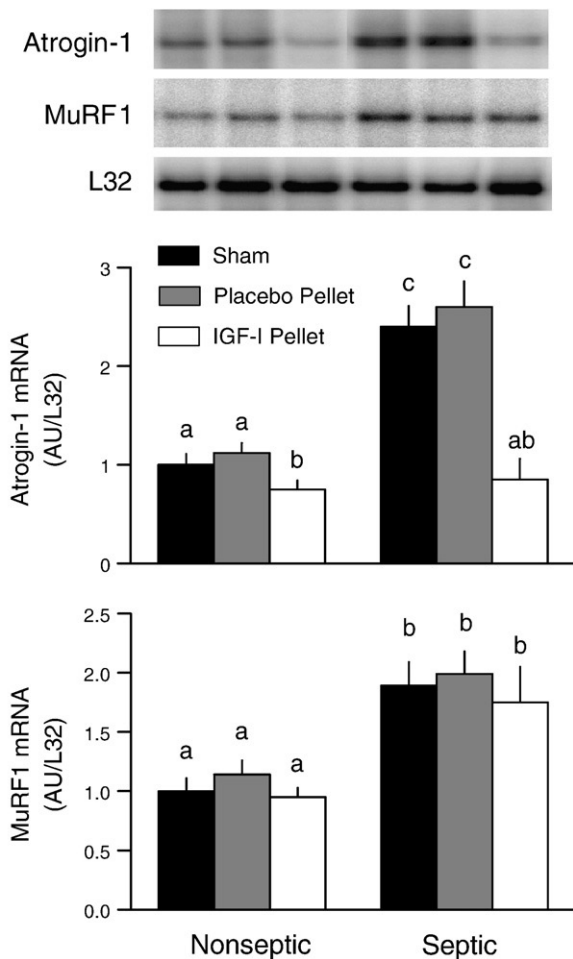 Atrogin-1
MuRF1
L32
Sham
Placebo Pellet
IGF-I Pellet
Atrogin-1 mRNA
(AU/L32)
3
2
1
0
a
a
b
c
c
ab
MuRF1 mRNA
(AU/L32)
2.5
2.0
1.5
1.0
0.5
0.0
a
a
a
b
b
b
Nonseptic
Septic